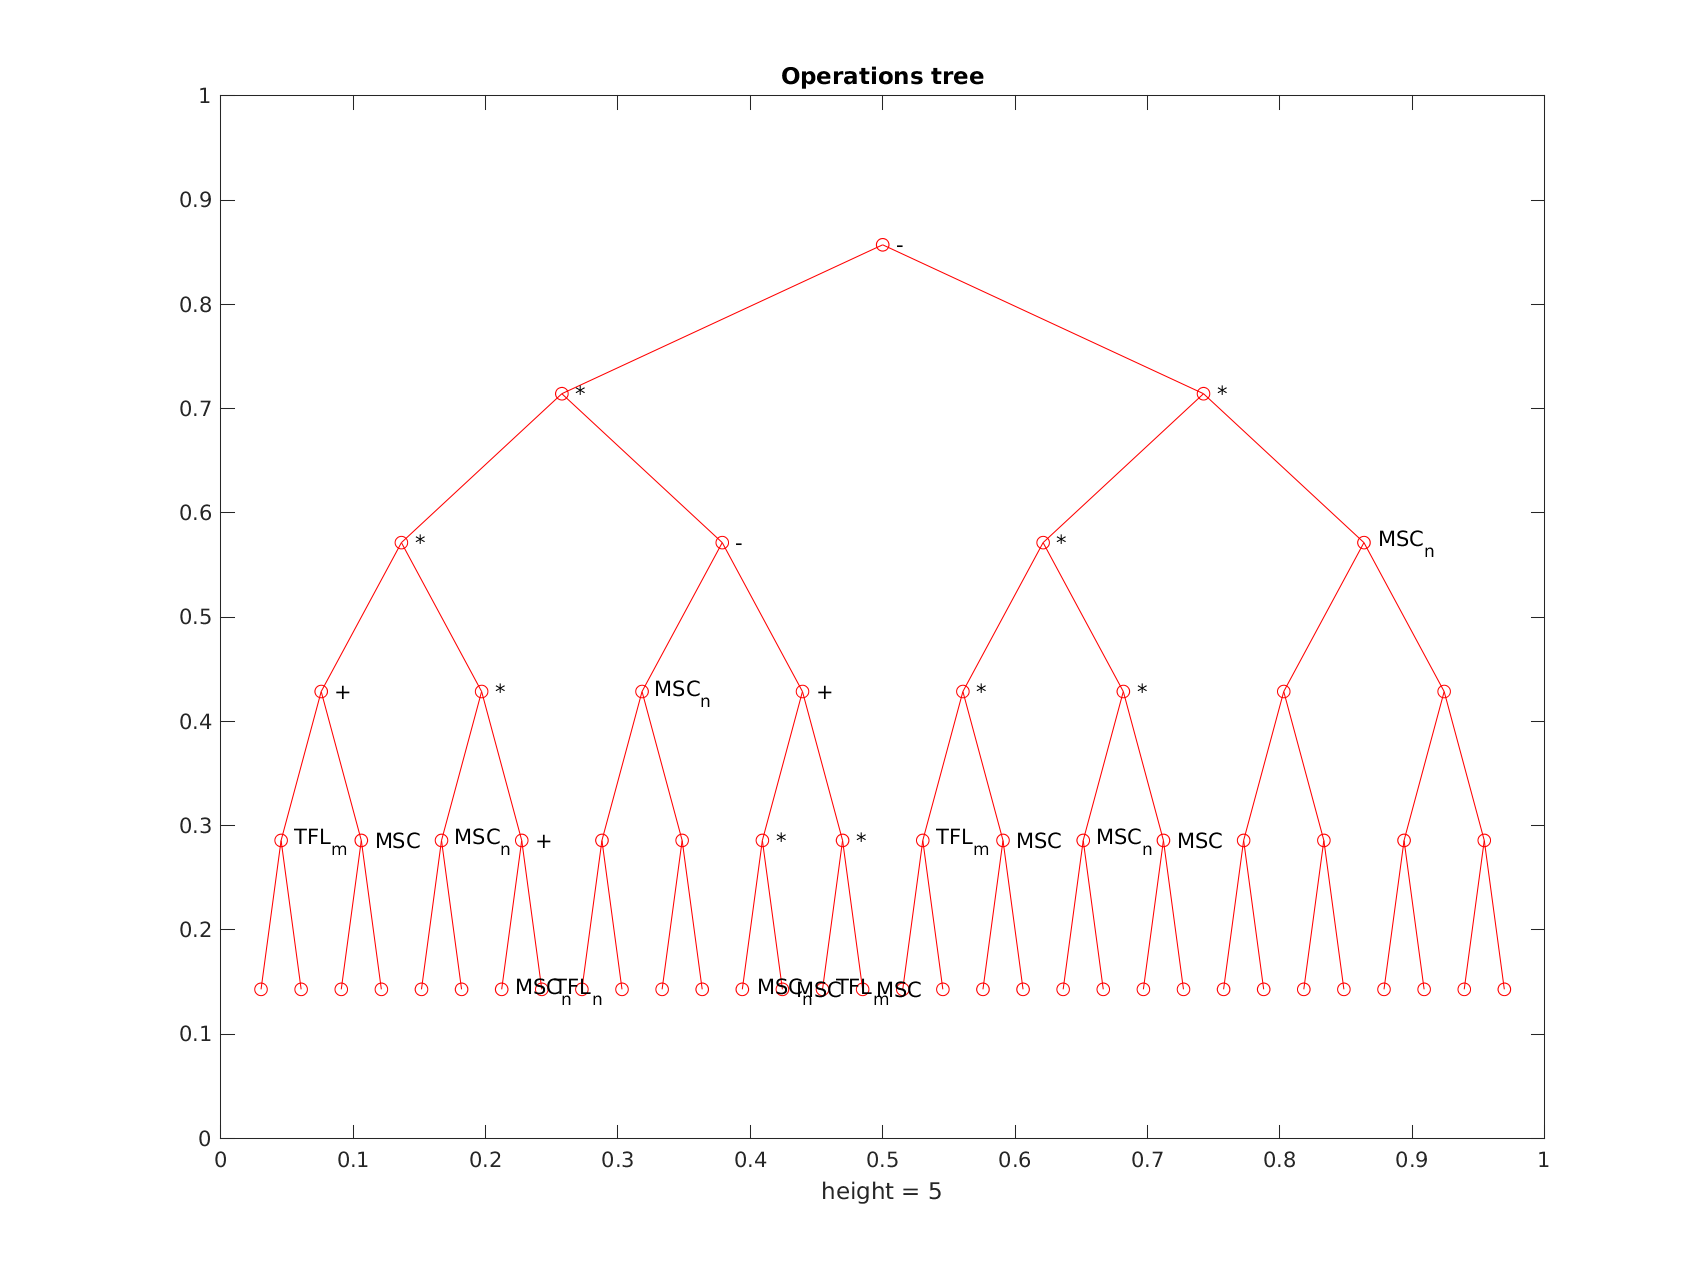 Operations tree
1
0.9
-
0.8
* *
0.7
0.6
* - * MSC_n
0.5
+ * MSC_n + * *
0.4
0.3
TFL_m MSC MSC_n + * * TFL_m MSC MSC_n MSC
0.2
MSC_n TFL_n MSC_n MSC TFL_m MSC
0.1
0
0 0.1 0.2 0.3 0.4 0.5 0.6 0.7 0.8 0.9 1
height = 5